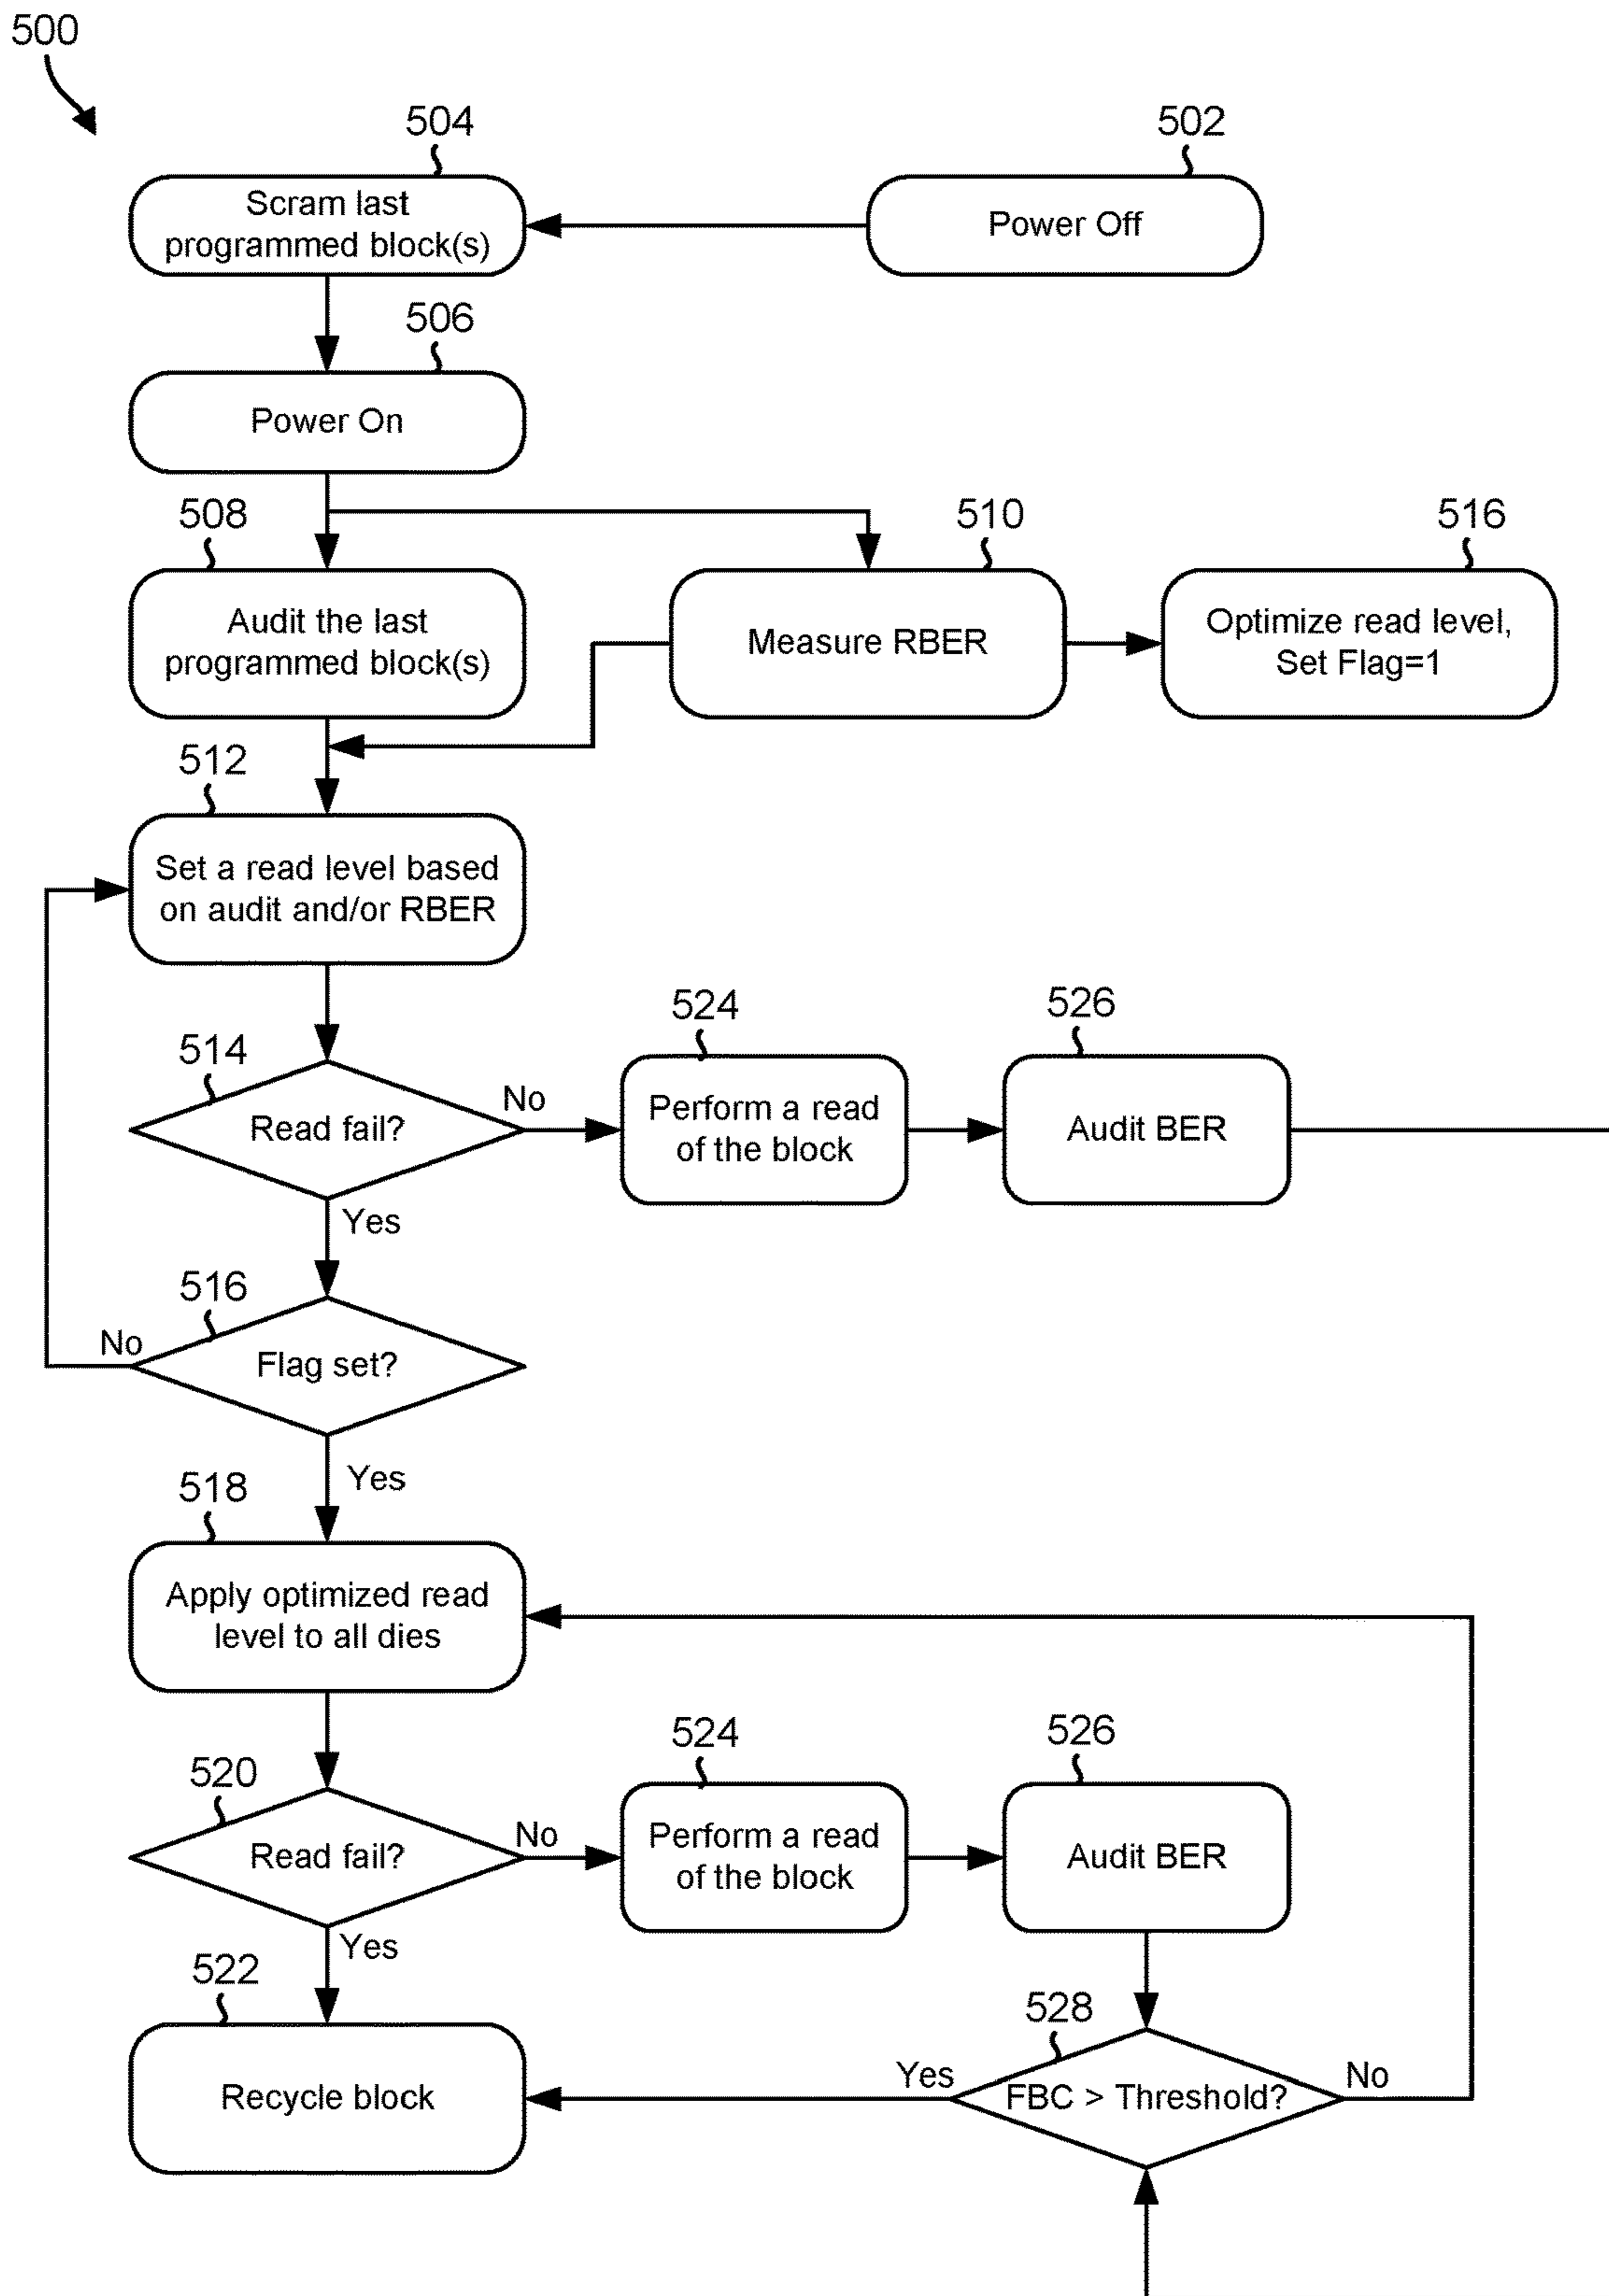 500
504
502
Scram last
programmed block(s)
Power Off
506
Power On
508
510
516
Audit the last
programmed block(s)
Measure RBER
Optimize read level,
Set Flag=1
512
Set a read level based
on audit and/or RBER
514
524
526
Read fail?
No
Perform a read
of the block
Audit BER
Yes
516
No
Flag set?
Yes
518
Apply optimized read
level to all dies
520
524
526
Read fail?
No
Perform a read
of the block
Audit BER
Yes
522
528
Recycle block
Yes
FBC > Threshold?
No